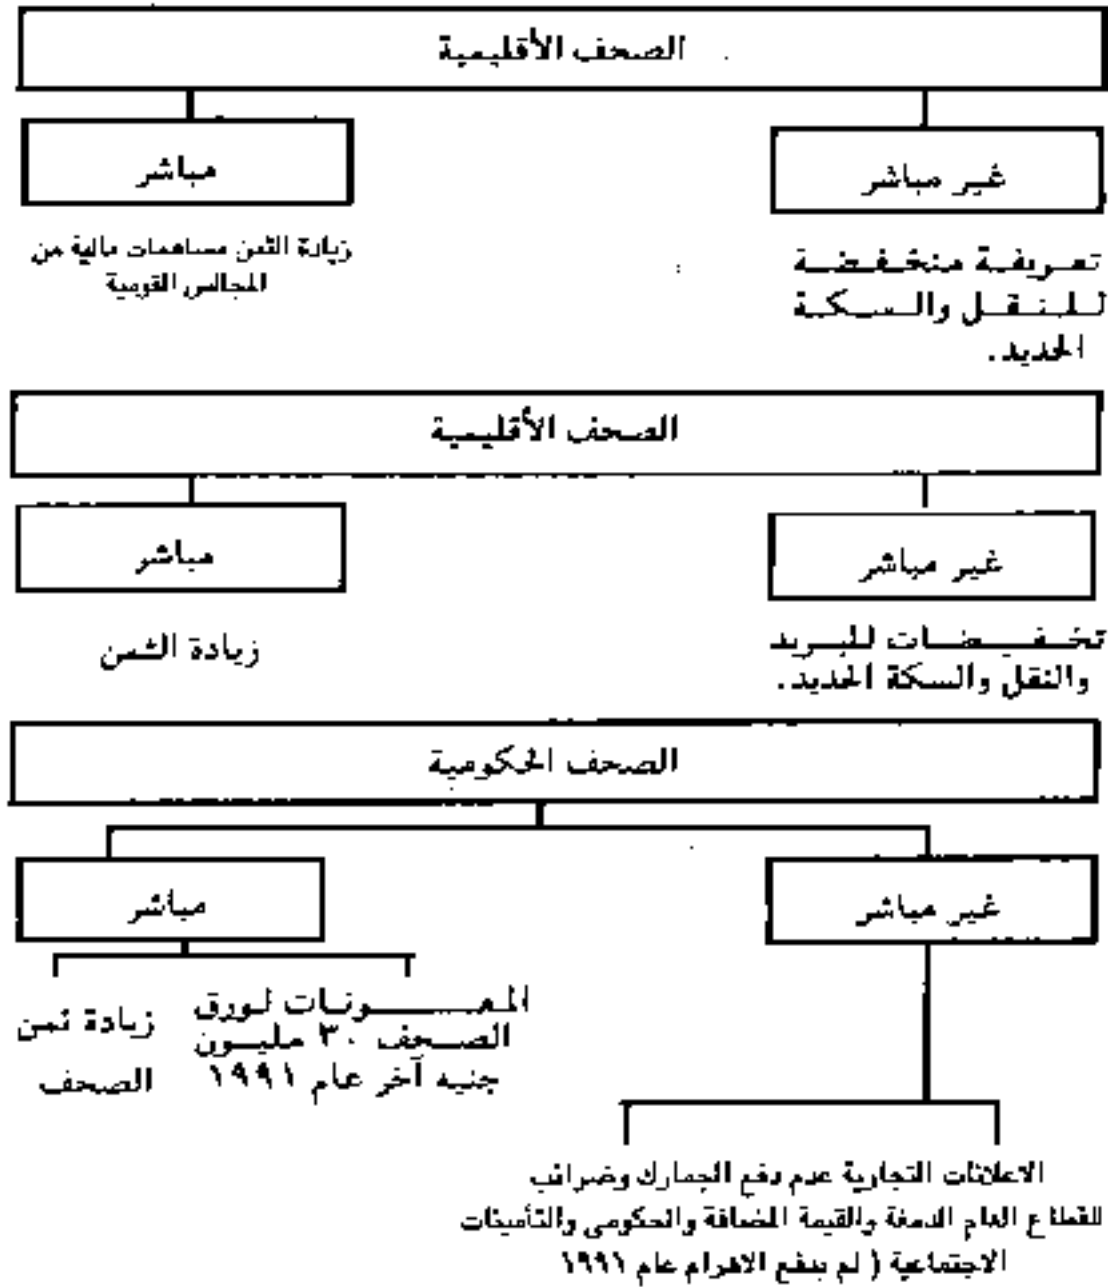 الصحف الأقليمية
غير مباشر
مباشر
تعريفة منخفضة
للنقل والسكة
الحديد.
زيادة الثمن مساهمات مالية من
المجالس القومية
الصحف الأقليمية
غير مباشر
مباشر
تخفيضات للبريد
والنقل والسكة الحديد.
زيادة الثمن
الصحف الحكومية
غير مباشر
مباشر
المعونات لورق
الصحف ٣٠ مليون
جنيه آخر عام ١٩٩١
زيادة ثمن
الصحف
الاعلانات التجارية عدم دفع الجمارك وضرائب
للقطاع العام الدمغة والقيمة المضافة والحكومى والتأمينات
الاجتماعية ( لم يدفع الاهرام عام ١٩٩١